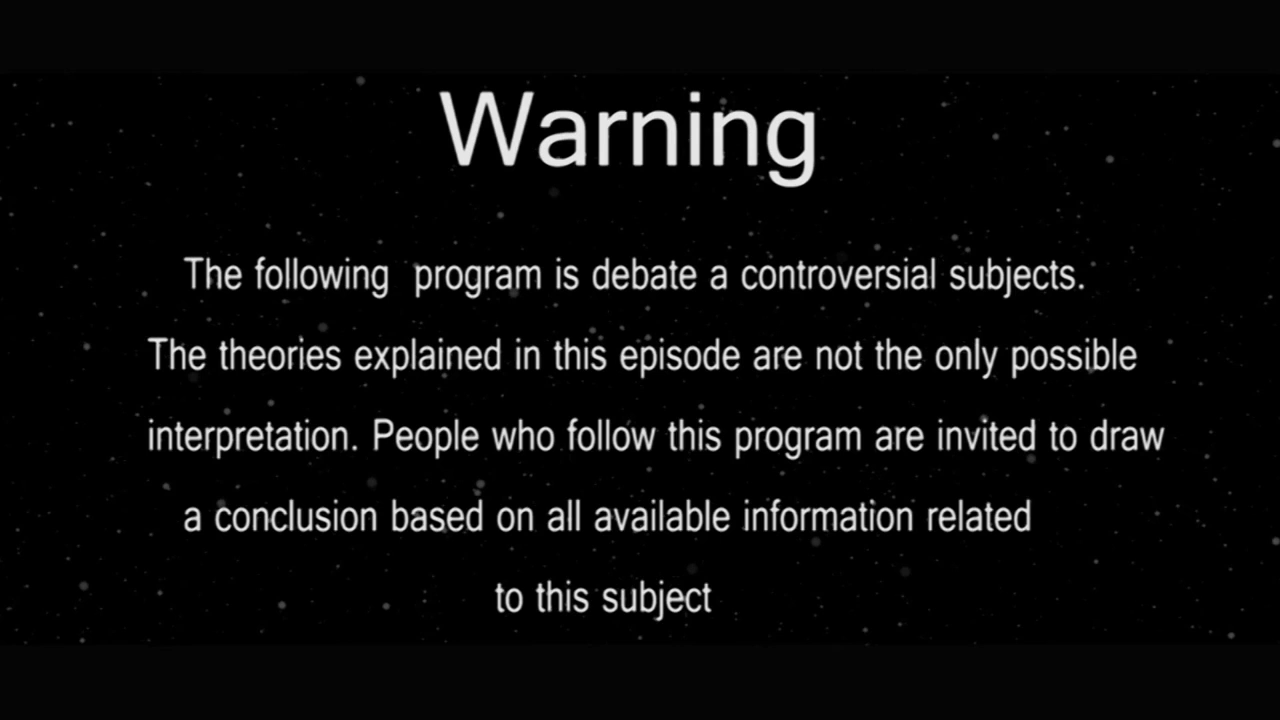 Warning
The following program is debate a controversial subjects.
The theories explained in this episode are not the only possible
interpretation. People who follow this program are invited to draw
a conclusion based on all available information related
to this subject